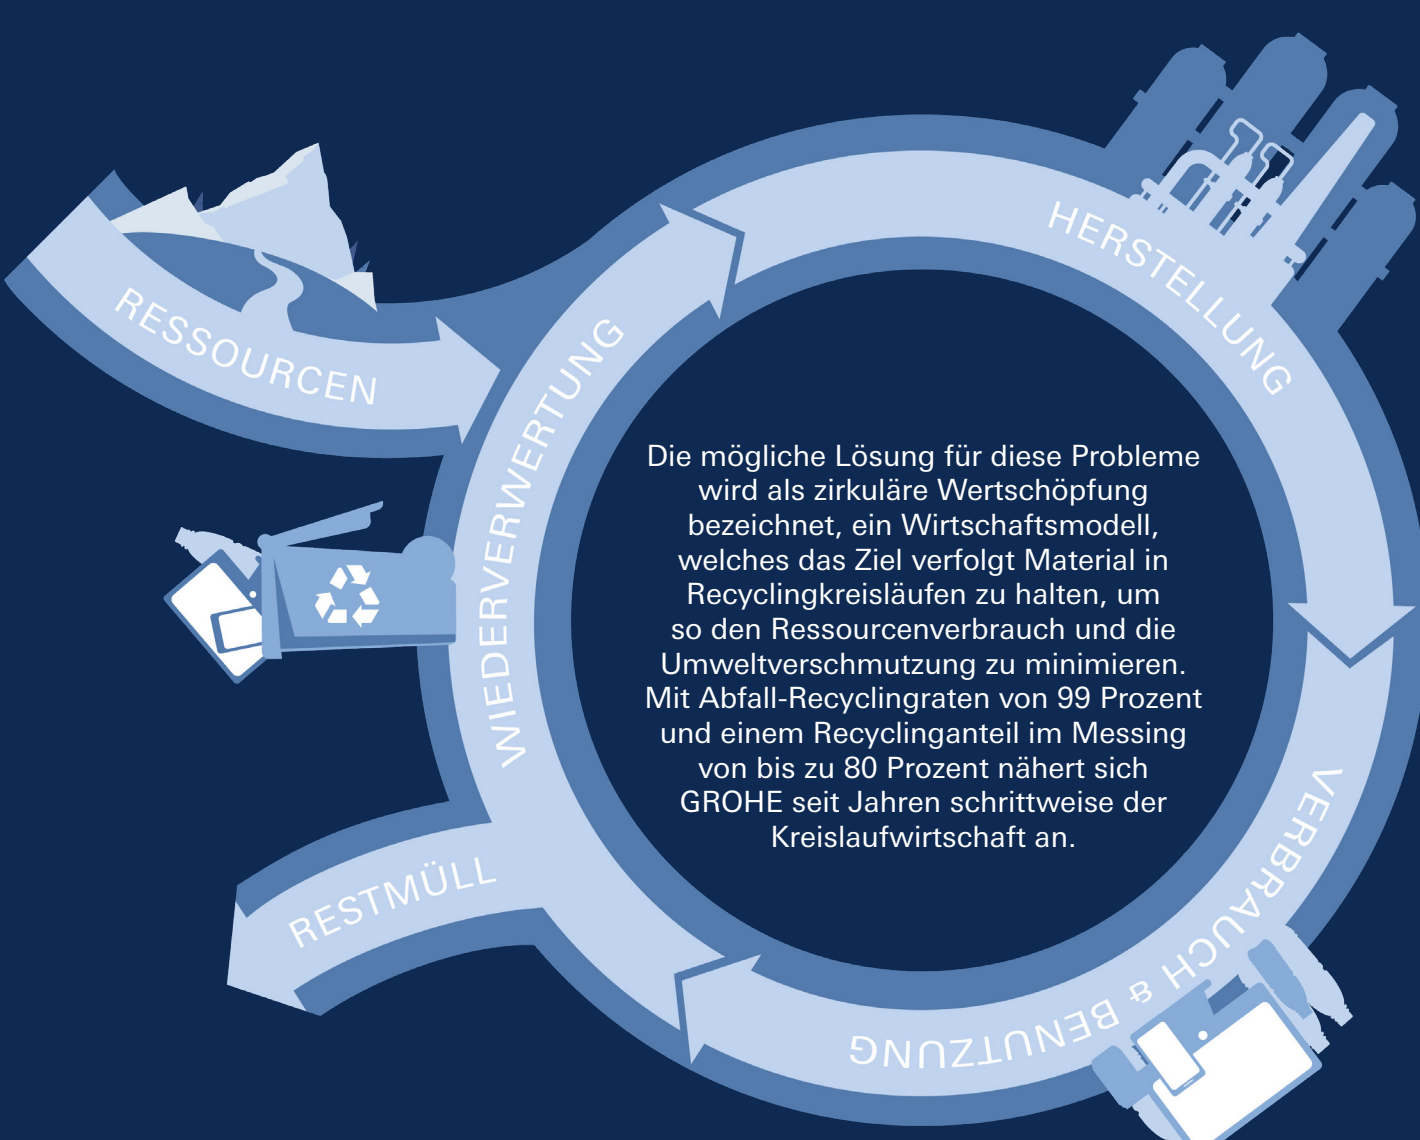 RESSOURCEN
HERSTELLUNG
WIEDERVERWERTUNG
Die mögliche Lösung für diese Probleme
wird als zirkuläre Wertschöpfung
bezeichnet, ein Wirtschaftsmodell,
welches das Ziel verfolgt Material in
Recyclingkreisläufen zu halten, um
so den Ressourcenverbrauch und die
Umweltverschmutzung zu minimieren.
Mit Abfall-Recyclingraten von 99 Prozent
und einem Recyclinganteil im Messing
von bis zu 80 Prozent nähert sich
GROHE seit Jahren schrittweise der
Kreislaufwirtschaft an.
VERBRAUCH & BENUTZUNG
RESTMÜLL